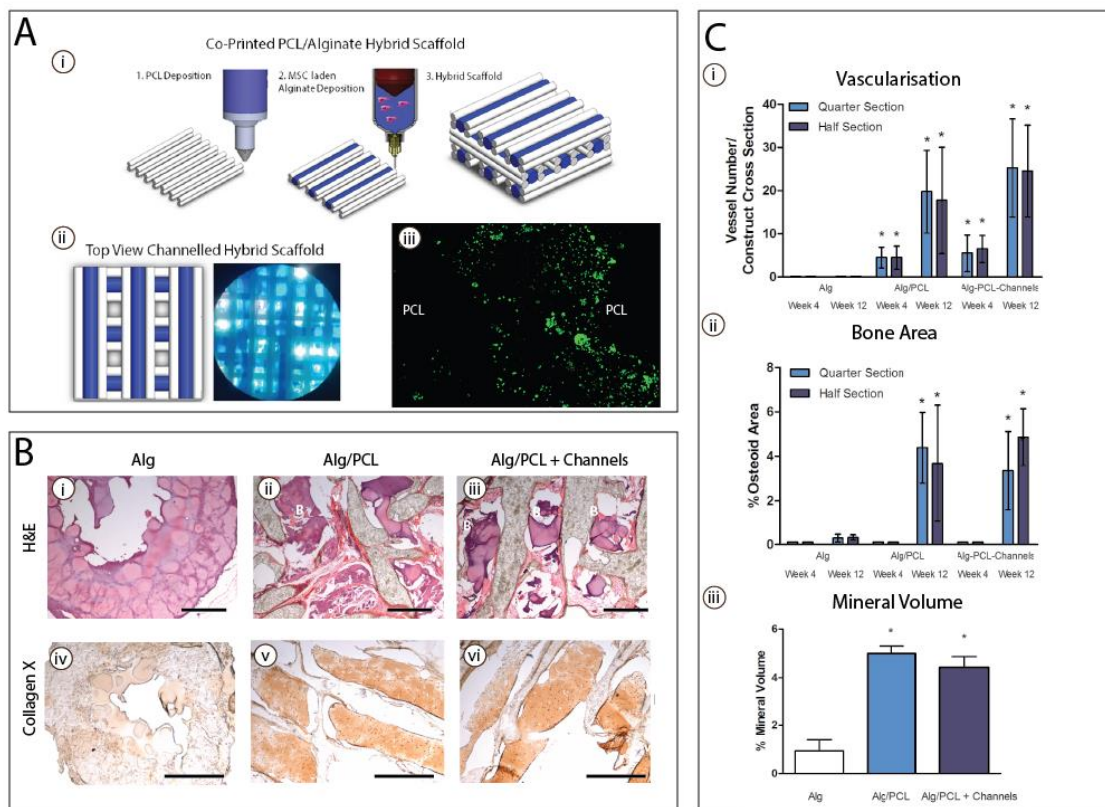 A
Co-Printed PCL/Alginate Hybrid Scaffold
i
1. PCL Deposition
2. MSC laden
Alginate Deposition
3. Hybrid Scaffold
ii
Top View Channelled Hybrid Scaffold
iii
PCL
PCL
B
Alg
Alg/PCL
Alg/PCL + Channels
H&E
i
ii
B
iii
B
B
B
Collagen X
iv
v
vi
C
i
Vascularisation
Vessel Number/
Construct Cross Section
40
30
20
10
0
Quarter Section
Half Section
* * * * * * * *
Alg
Alg/PCL
Alg-PCL-Channels
Week 4 Week 12 Week 4 Week 12 Week 4 Week 12
ii
Bone Area
% Osteoid Area
8
6
4
2
0
Quarter Section
Half Section
* * * *
Alg
Alg/PCL
Alg-PCL-Channels
Week 4 Week 12 Week 4 Week 12 Week 4 Week 12
iii
Mineral Volume
% Mineral Volume
6
4
2
0
* *
Alg
Alg/PCL
Alg/PCL + Channels